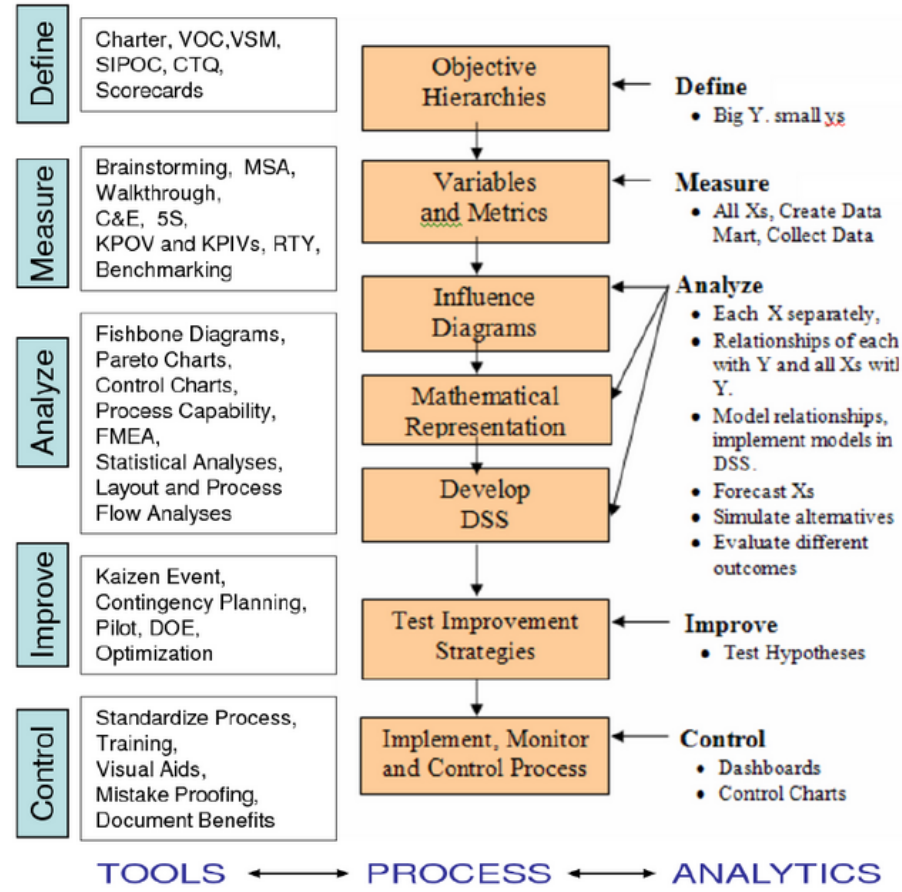 Define
Charter, VOC,VSM,
SIPOC, CTQ,
Scorecards
Measure
Brainstorming, MSA,
Walkthrough,
C&E, 5S,
KPOV and KPIVs, RTY,
Benchmarking
Analyze
Fishbone Diagrams,
Pareto Charts,
Control Charts,
Process Capability,
FMEA,
Statistical Analyses,
Layout and Process
Flow Analyses
Improve
Kaizen Event,
Contingency Planning,
Pilot, DOE,
Optimization
Control
Standardize Process,
Training,
Visual Aids,
Mistake Proofing,
Document Benefits
Objective
Hierarchies
Variables
and Metrics
Influence
Diagrams
Mathematical
Representation
Develop
DSS
Test Improvement
Strategies
Implement, Monitor
and Control Process
Define
• Big Y. small ys
Measure
• All Xs, Create Data
Mart, Collect Data
Analyze
• Each X separately,
• Relationships of each
with Y and all Xs with
Y.
• Model relationships,
implement models in
DSS.
• Forecast Xs
• Simulate alternatives
• Evaluate different
outcomes
Improve
• Test Hypotheses
Control
• Dashboards
• Control Charts
TOOLS PROCESS ANALYTICS